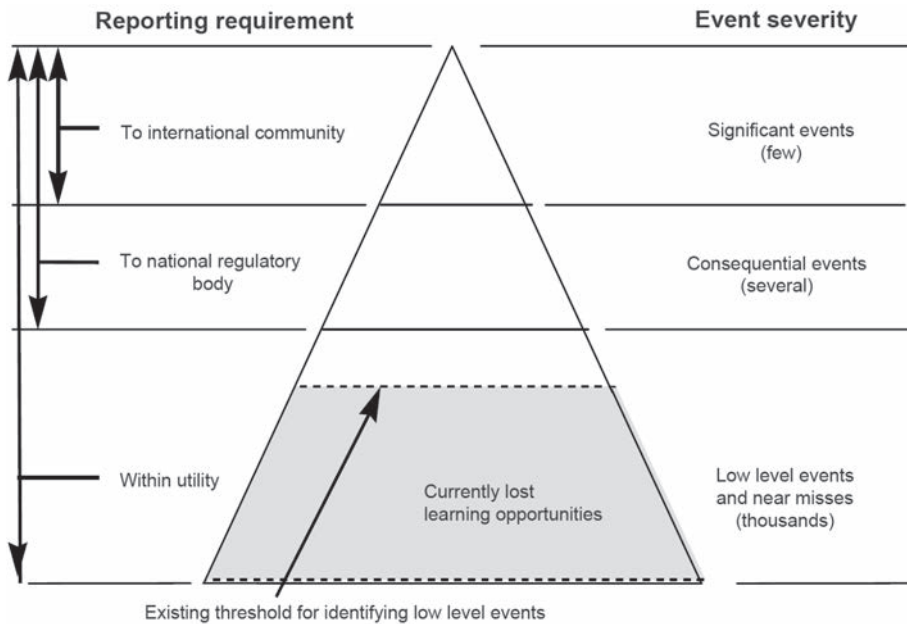 Reporting requirement
Event severity
To international community
Significant events
(few)
To national regulatory
body
Consequential events
(several)
Within utility
Currently lost
learning opportunities
Low level events
and near misses
(thousands)
Existing threshold for identifying low level events